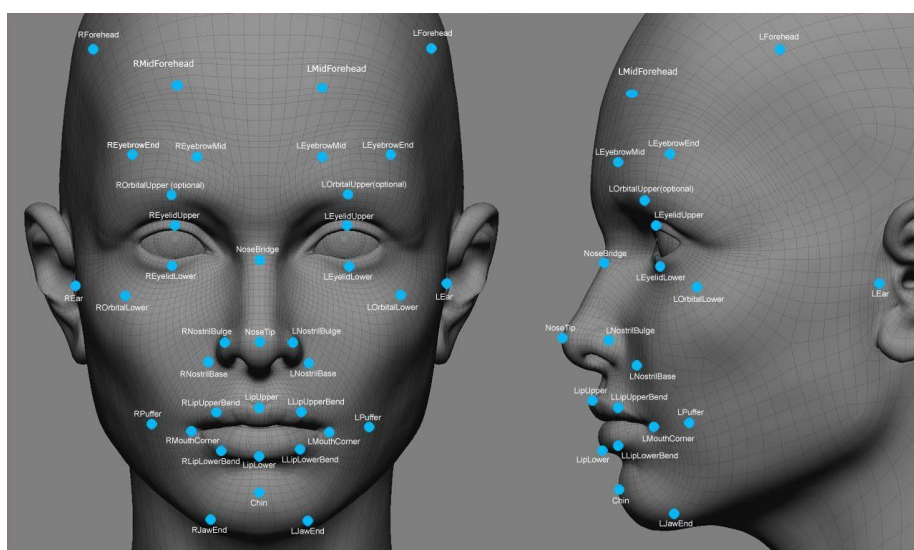 RForehead
LForehead
RMidForehead
LMidForehead
REyebrowEnd
REyebrowMid
LEyebrowMid
LEyebrowEnd
ROrbitalUpper (optional)
LOrbitalUpper(optional)
REyelidUpper
LEyelidUpper
NoseBridge
REyelidLower
LEyelidLower
REar
ROrbitalLower
LOrbitalLower
LEar
RNostrilBulge
NoseTip
LNostrilBulge
RNostrilBase
LNostrilBase
RLipUpperBend
LipUpper
LLipUpperBend
RPuffer
LPuffer
RMouthCorner
LMouthCorner
RLipLowerBend
LipLower
LLipLowerBend
Chin
RJawEnd
LJawEnd
LForehead
LMidForehead
LEyebrowMid
LEyebrowEnd
LOrbitalUpper(optional)
LEyelidUpper
NoseBridge
LEyelidLower
LOrbitalLower
LEar
NoseTip
LNostrilBulge
LNostrilBase
LipUpper
LLipUpperBend
LPuffer
LMouthCorner
LipLower
LLipLowerBend
Chin
LJawEnd